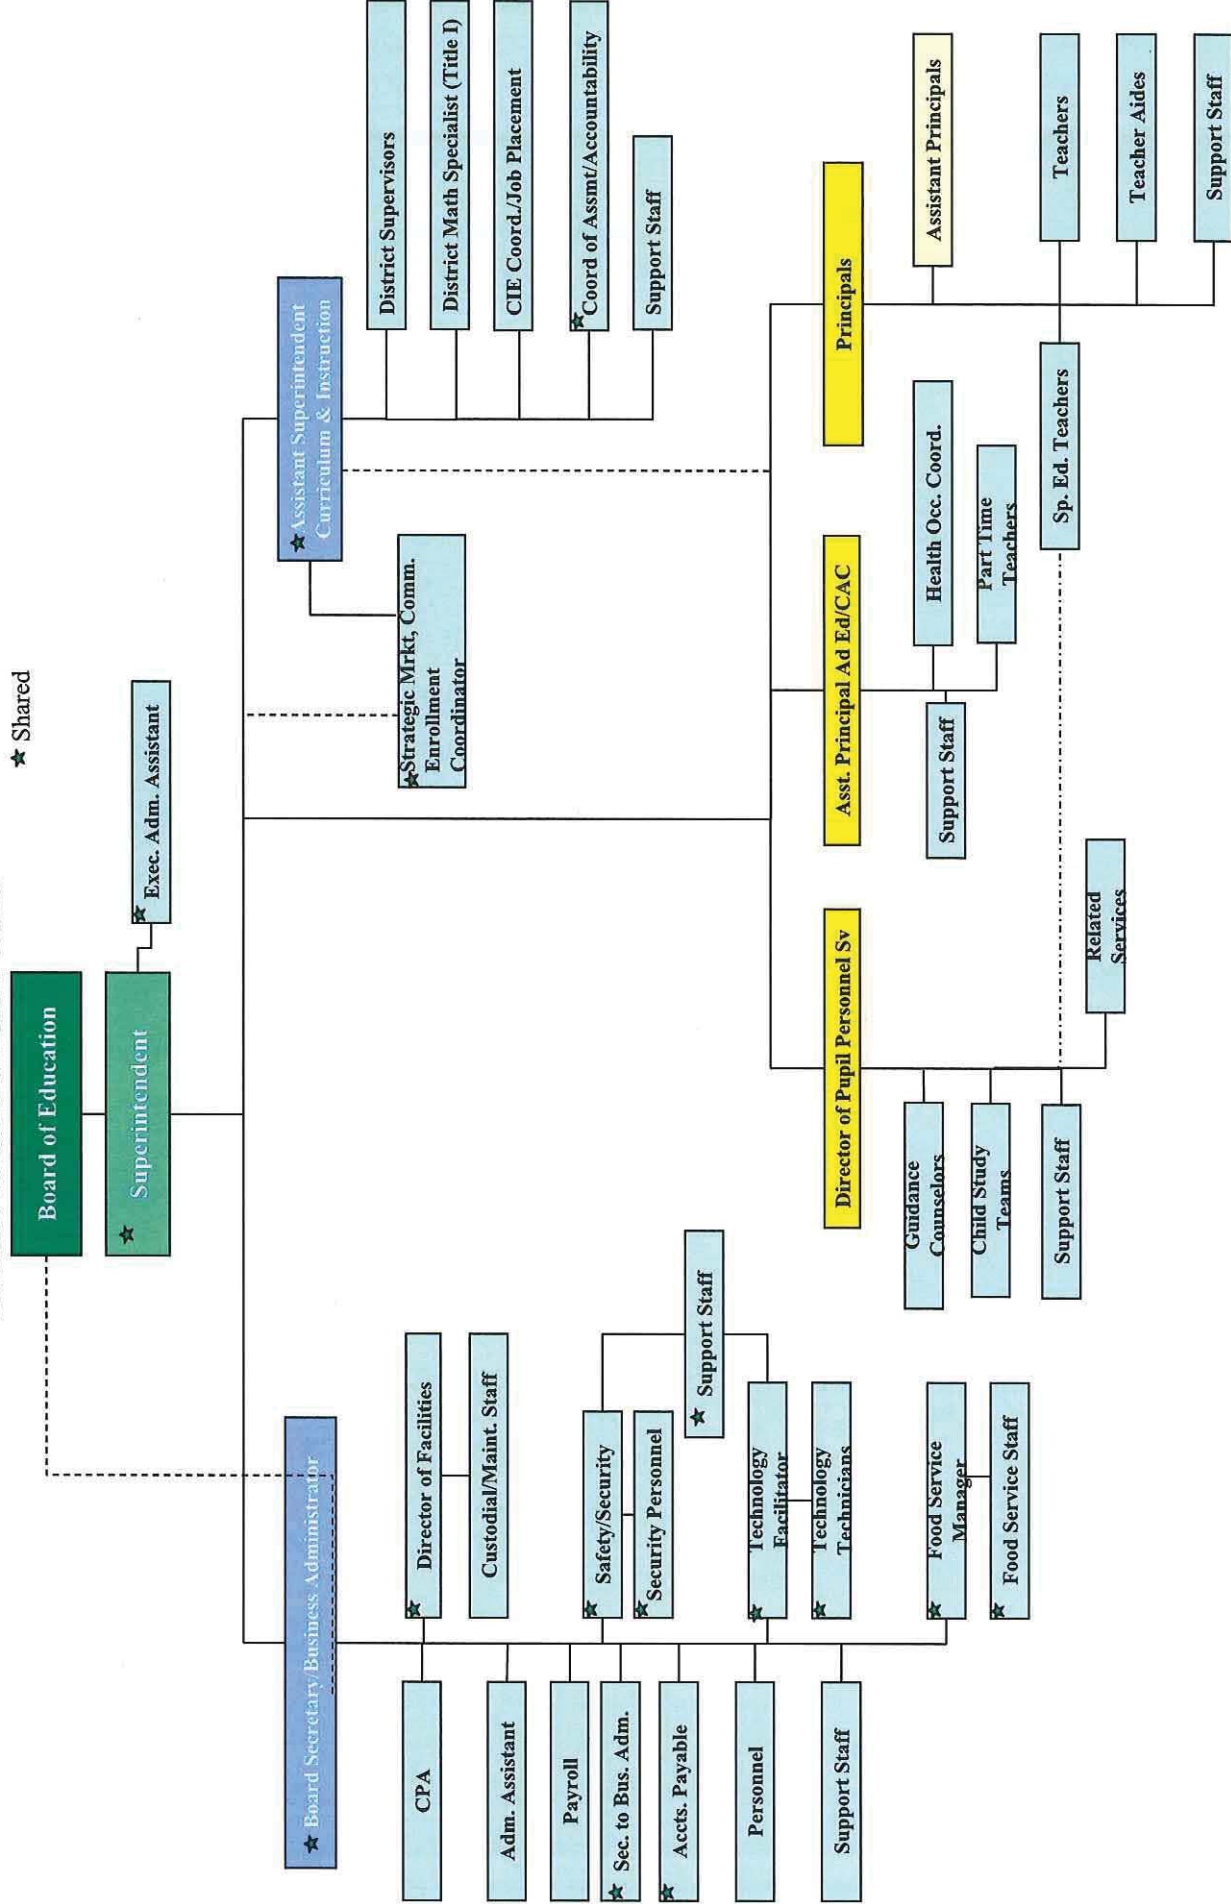 ★ Shared
Board of Education
★ Superintendent
★ Exec. Adm. Assistant
★ Board Secretary/Business Administrator
★ Assistant Superintendent
Curriculum & Instruction
★ Strategic Mrkt, Comm.
Enrollment
Coordinator
District Supervisors
District Math Specialist (Title I)
CIE Coord./Job Placement
★ Coord of Assmt/Accountability
Support Staff
CPA
Adm. Assistant
Payroll
★ Sec. to Bus. Adm.
★ Accts. Payable
Personnel
Support Staff
★ Director of Facilities
Custodial/Maint. Staff
★ Safety/Security
★ Security Personnel
★ Support Staff
★ Technology
Facilitator
★ Technology
Technicians
★ Food Service
Manager
★ Food Service Staff
Director of Pupil Personnel Sv
Guidance
Counselors
Child Study
Teams
Support Staff
Related
Services
Asst. Principal Ad Ed/CAC
Support Staff
Health Occ. Coord.
Part Time
Teachers
Principals
Assistant Principals
Sp. Ed. Teachers
Teachers
Teacher Aides
Support Staff